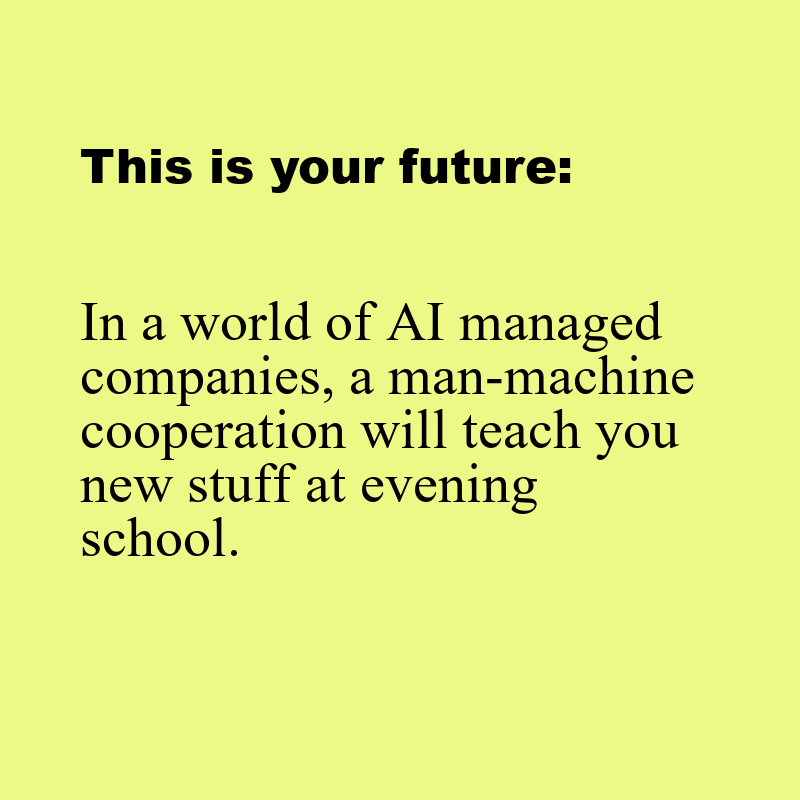 This is your future:
In a world of AI managed
companies, a man-machine
cooperation will teach you
new stuff at evening
school.